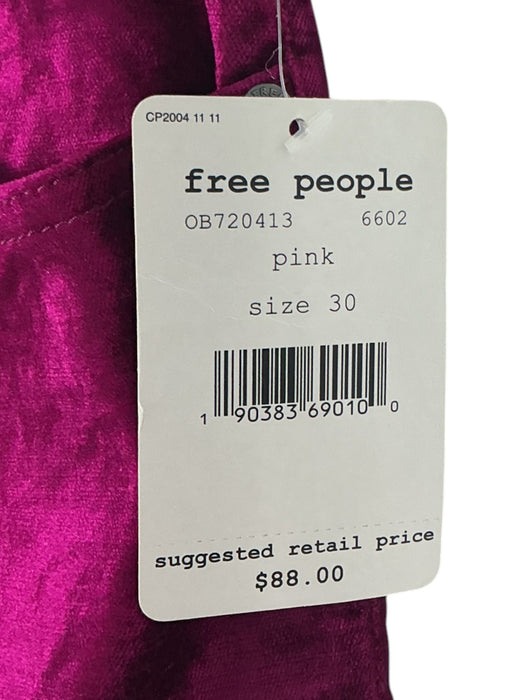 CP2004 11 11
free people
OB720413 6602
pink
size 30
1 90383 69010 0
suggested retail price
$88.00